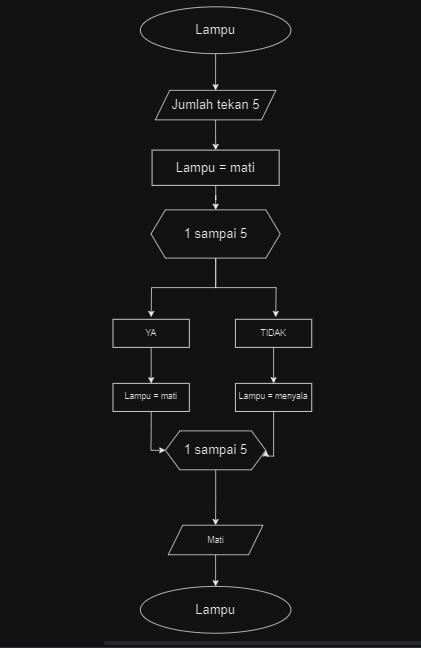 Lampu
Jumlah tekan 5
Lampu = mati
1 sampai 5
YA
TIDAK
Lampu = mati
Lampu = menyala
1 sampai 5
Mati
Lampu